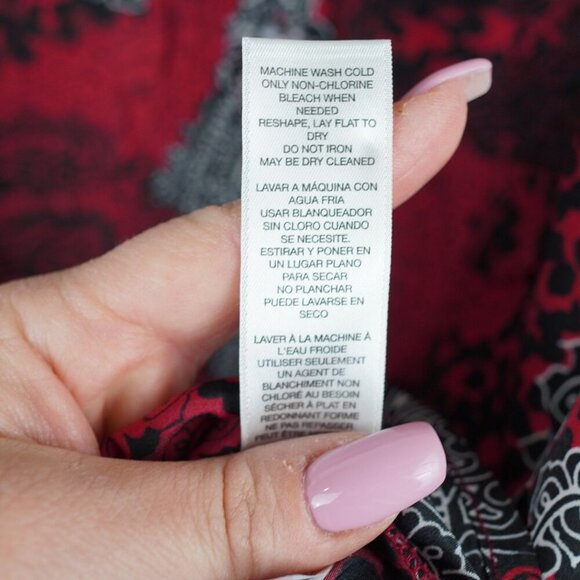 MACHINE WASH COLD
ONLY NON-CHLORINE
BLEACH WHEN
NEEDED
RESHAPE, LAY FLAT TO
DRY
DO NOT IRON
MAY BE DRY CLEANED
LAVAR A MÁQUINA CON
AGUA FRIA
USAR BLANQUEADOR
SIN CLORO CUANDO
SE NECESITE.
ESTIRAR Y PONER EN
UN LUGAR PLANO
PARA SECAR
NO PLANCHAR
PUEDE LAVARSE EN
SECO
LAVER À LA MACHINE À
L'EAU FROIDE
UTILISER SEULEMENT
UN AGENT DE
BLANCHIMENT NON
CHLORÉ AU BESOIN
SÉCHER À PLAT EN
REDONNANT FORME
NE PAS REPASSER
PEUT ÊTRE